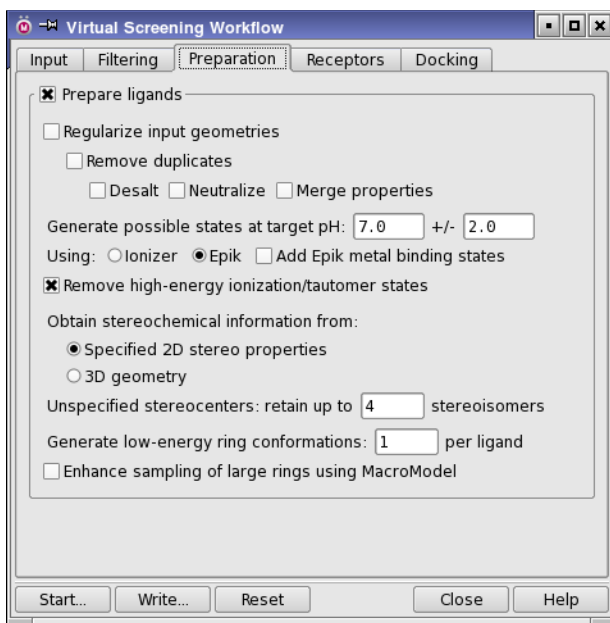 Virtual Screening Workflow
Input Filtering Preparation Receptors Docking
Prepare ligands
Regularize input geometries
Remove duplicates
Desalt Neutralize Merge properties
Generate possible states at target pH: 7.0 +/- 2.0
Using: Ionizer Epik Add Epik metal binding states
Remove high-energy ionization/tautomer states
Obtain stereochemical information from:
Specified 2D stereo properties
3D geometry
Unspecified stereocenters: retain up to 4 stereoisomers
Generate low-energy ring conformations: 1 per ligand
Enhance sampling of large rings using MacroModel
Start... Write... Reset Close Help